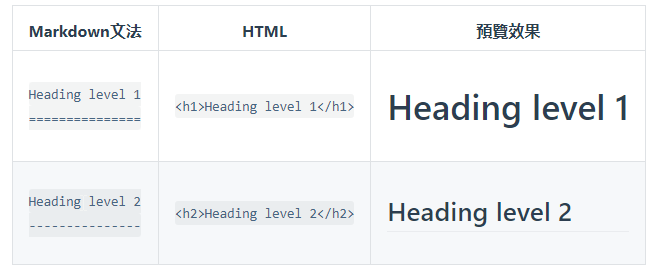 Markdown文法 HTML 預覽效果
Heading level 1
===============
<h1>Heading level 1</h1>
Heading level 1
Heading level 2
---------------
<h2>Heading level 2</h2>
Heading level 2